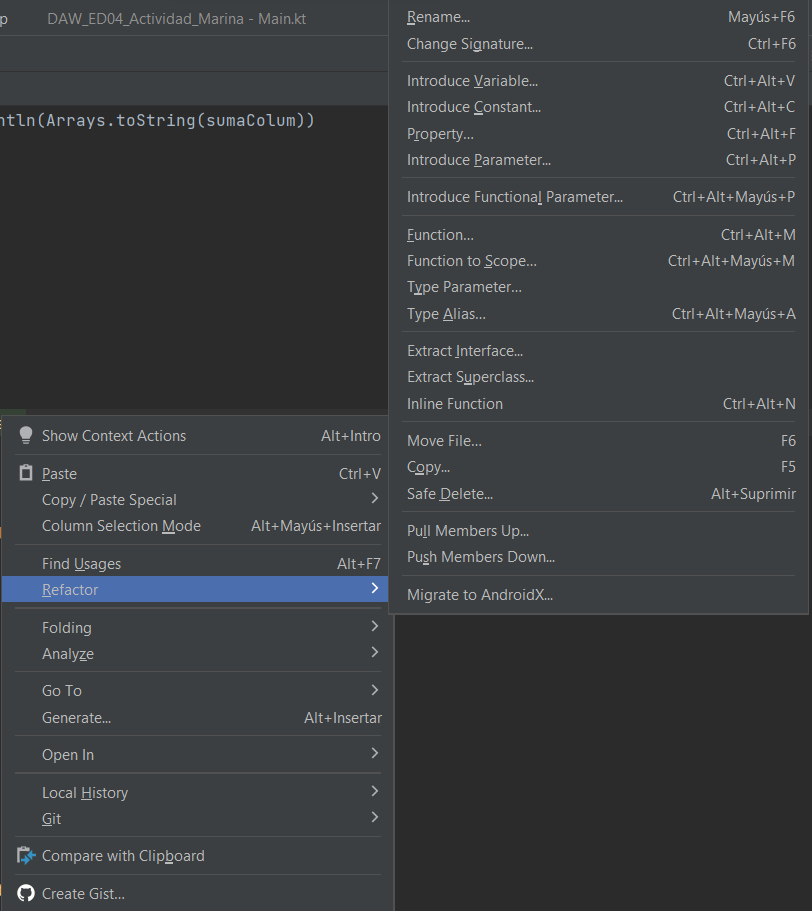 p DAW_ED04_Actividad_Marina - Main.kt
ntln(Arrays.toString(sumaColum))
Show Context Actions Alt+Intro
Paste Ctrl+V
Copy / Paste Special
Column Selection Mode Alt+Mayús+Insertar
Find Usages Alt+F7
Refactor
Folding
Analyze
Go To
Generate... Alt+Insertar
Open In
Local History
Git
Compare with Clipboard
Create Gist...
Rename... Mayús+F6
Change Signature... Ctrl+F6
Introduce Variable... Ctrl+Alt+V
Introduce Constant... Ctrl+Alt+C
Property... Ctrl+Alt+F
Introduce Parameter... Ctrl+Alt+P
Introduce Functional Parameter... Ctrl+Alt+Mayús+P
Function... Ctrl+Alt+M
Function to Scope... Ctrl+Alt+Mayús+M
Type Parameter...
Type Alias... Ctrl+Alt+Mayús+A
Extract Interface...
Extract Superclass...
Inline Function Ctrl+Alt+N
Move File... F6
Copy... F5
Safe Delete... Alt+Suprimir
Pull Members Up...
Push Members Down...
Migrate to AndroidX...